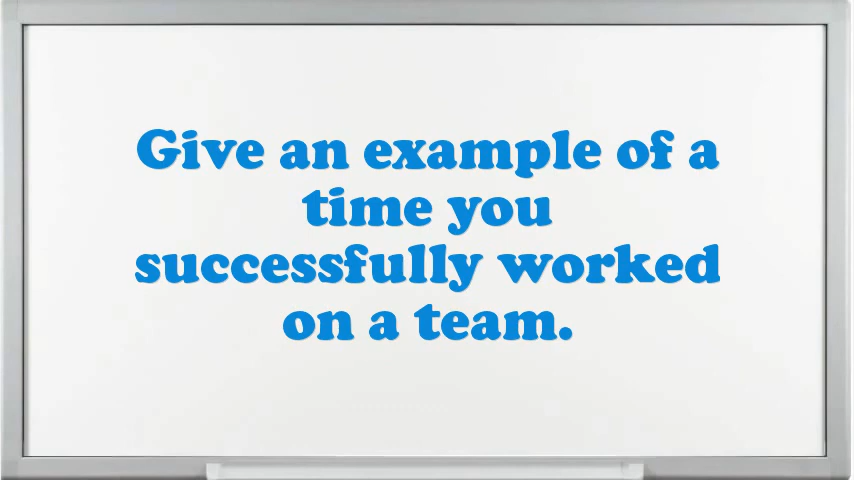 Give an example of a
time you
successfully worked
on a team.